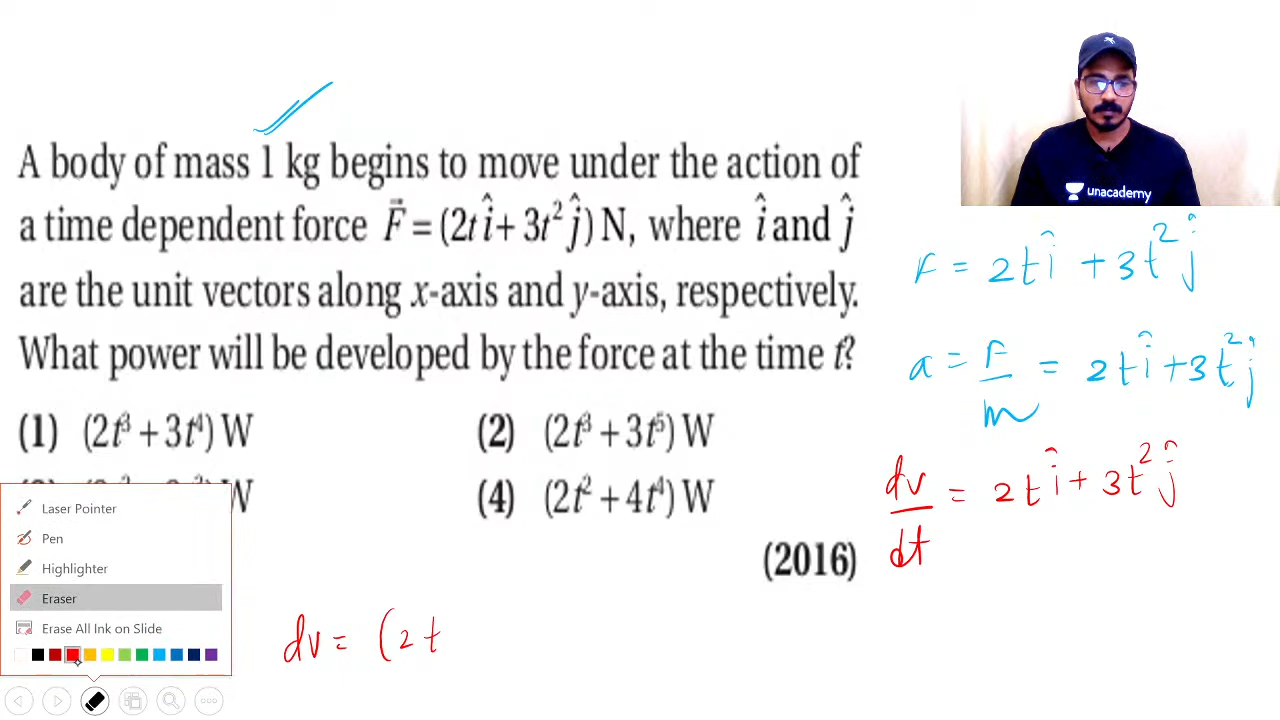 A body of mass 1 kg begins to move under the action of
a time dependent force F⃗ = (2t î + 3t² ĵ) N, where î and ĵ
are the unit vectors along x-axis and y-axis, respectively.
What power will be developed by the force at the time t?
(1) (2t³ + 3t⁴) W
(2) (2t³ + 3t⁵) W
W
(4) (2t² + 4t⁴) W
(2016)
unacademy
F = 2t î + 3t² ĵ
a = F/m = 2t î + 3t² ĵ
dv/dt = 2t î + 3t² ĵ
dv = (2t
Laser Pointer
Pen
Highlighter
Eraser
Erase All Ink on Slide